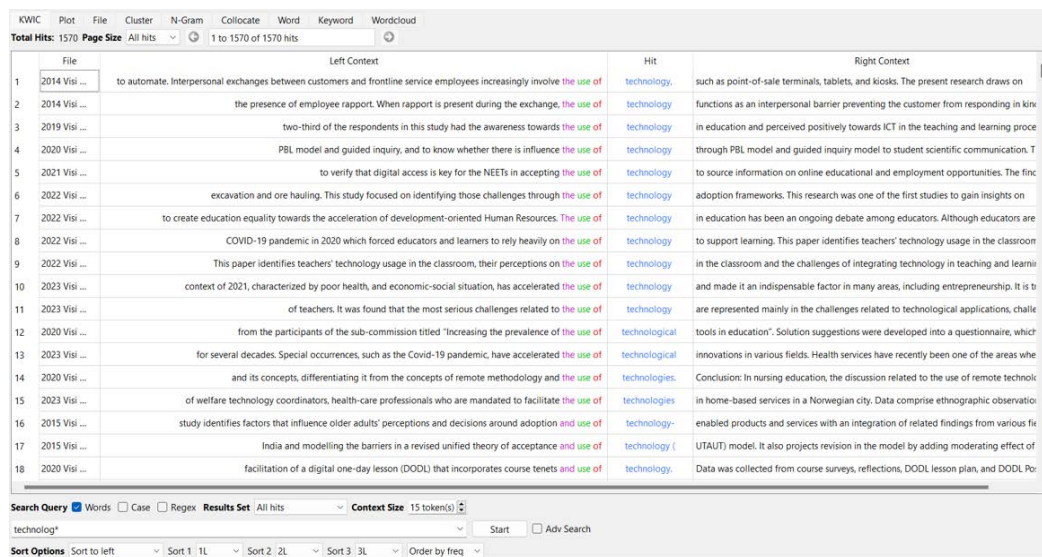 KWIC Plot File Cluster N-Gram Collocate Word Keyword Wordcloud
Total Hits: 1570 Page Size All hits 1 to 1570 of 1570 hits
File Left Context Hit Right Context
1 2014 Visi ... to automate. Interpersonal exchanges between customers and frontline service employees increasingly involve the use of technology, such as point-of-sale terminals, tablets, and kiosks. The present research draws on
2 2014 Visi ... the presence of employee rapport. When rapport is present during the exchange, the use of technology functions as an interpersonal barrier preventing the customer from responding in kin
3 2019 Visi ... two-third of the respondents in this study had the awareness towards the use of technology in education and perceived positively towards ICT in the teaching and learning proce
4 2020 Visi ... PBL model and guided inquiry, and to know whether there is influence the use of technology through PBL model and guided inquiry model to student scientific communication. T
5 2021 Visi ... to verify that digital access is key for the NEETs in accepting the use of technology to source information on online educational and employment opportunities. The finc
6 2022 Visi ... excavation and ore hauling. This study focused on identifying those challenges through the use of technology adoption frameworks. This research was one of the first studies to gain insights on
7 2022 Visi ... to create education equality towards the acceleration of development-oriented Human Resources. The use of technology in education has been an ongoing debate among educators. Although educators are
8 2022 Visi ... COVID-19 pandemic in 2020 which forced educators and learners to rely heavily on the use of technology to support learning. This paper identifies teachers' technology usage in the classroom
9 2022 Visi ... This paper identifies teachers' technology usage in the classroom, their perceptions on the use of technology in the classroom and the challenges of integrating technology in teaching and learnin
10 2023 Visi ... context of 2021, characterized by poor health, and economic-social situation, has accelerated the use of technology and made it an indispensable factor in many areas, including entrepreneurship. It is tr
11 2023 Visi ... of teachers. It was found that the most serious challenges related to the use of technology are represented mainly in the challenges related to technological applications, challe
12 2020 Visi ... from the participants of the sub-commission titled "Increasing the prevalence of the use of technological tools in education". Solution suggestions were developed into a questionnaire, which
13 2023 Visi ... for several decades. Special occurrences, such as the Covid-19 pandemic, have accelerated the use of technological innovations in various fields. Health services have recently been one of the areas whe
14 2020 Visi ... and its concepts, differentiating it from the concepts of remote methodology and the use of technologies. Conclusion: In nursing education, the discussion related to the use of remote technolo
15 2023 Visi ... of welfare technology coordinators, health-care professionals who are mandated to facilitate the use of technologies in home-based services in a Norwegian city. Data comprise ethnographic observatio
16 2015 Visi ... study identifies factors that influence older adults' perceptions and decisions around adoption and use of technology- enabled products and services with an integration of related findings from various fie
17 2015 Visi ... India and modelling the barriers in a revised unified theory of acceptance and use of technology ( UTAUT) model. It also projects revision in the model by adding moderating effect of
18 2020 Visi ... facilitation of a digital one-day lesson (DODL) that incorporates course tenets and use of technology. Data was collected from course surveys, reflections, DODL lesson plan, and DODL Po
Search Query Words Case Regex Results Set All hits Context Size 15 token(s)
technolog* Start Adv Search
Sort Options Sort to left Sort 1 1L Sort 2 2L Sort 3 3L Order by freq